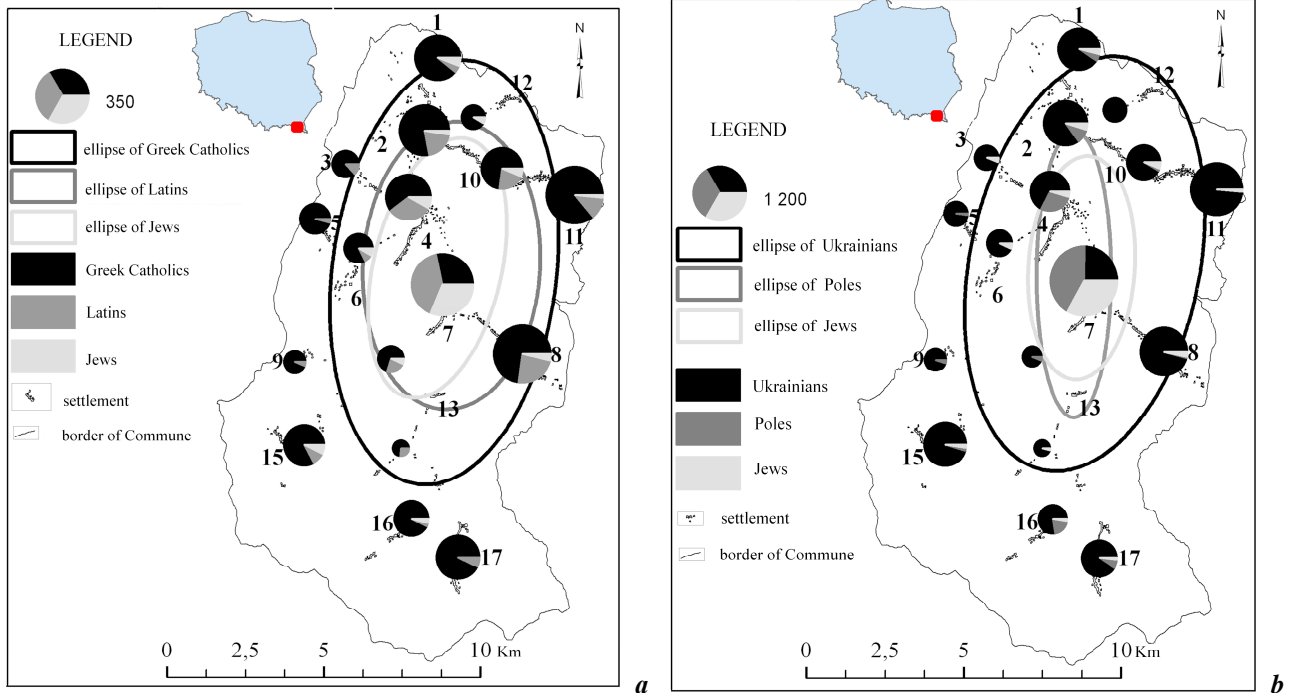 LEGEND
350
ellipse of Greek Catholics
ellipse of Latins
ellipse of Jews
Greek Catholics
Latins
Jews
settlement
border of Commune
N
1
12
2
3
10
5
11
4
6
7
8
9
13
15
16
17
0 2,5 5 10 Km
a
LEGEND
1 200
ellipse of Ukrainians
ellipse of Poles
ellipse of Jews
Ukrainians
Poles
Jews
settlement
border of Commune
N
1
12
3
2
10
5
4
11
6
7
8
9
13
15
16
17
0 2,5 5 10 Km
b